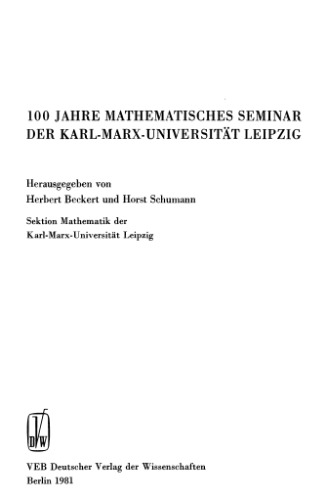 100 JAHRE MATHEMATISCHES SEMINAR
DER KARL-MARX-UNIVERSITÄT LEIPZIG
Herausgegeben von
Herbert Beckert und Horst Schumann
Sektion Mathematik der
Karl-Marx-Universität Leipzig
DVW
VEB Deutscher Verlag der Wissenschaften
Berlin 1981